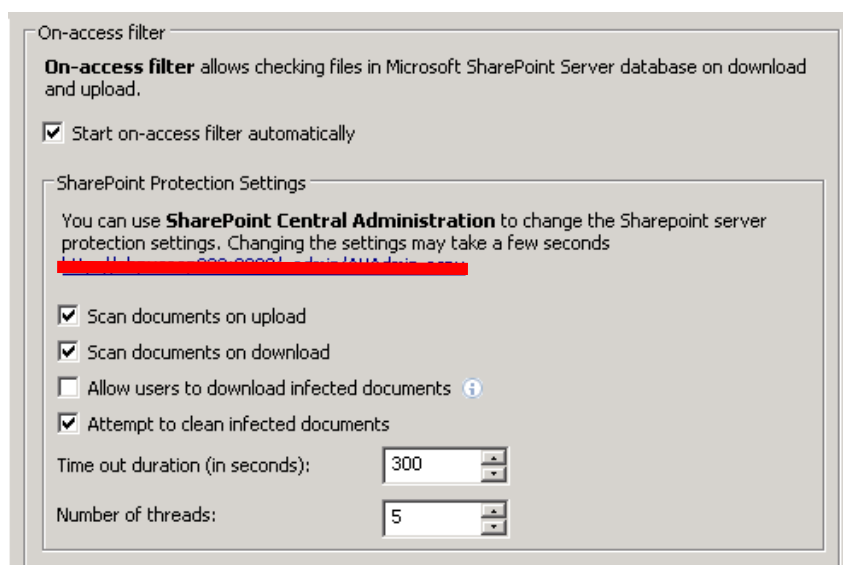 On-access filter
On-access filter allows checking files in Microsoft SharePoint Server database on download
and upload.
Start on-access filter automatically
SharePoint Protection Settings
You can use SharePoint Central Administration to change the Sharepoint server
protection settings. Changing the settings may take a few seconds
Scan documents on upload
Scan documents on download
Allow users to download infected documents
Attempt to clean infected documents
Time out duration (in seconds): 300
Number of threads: 5